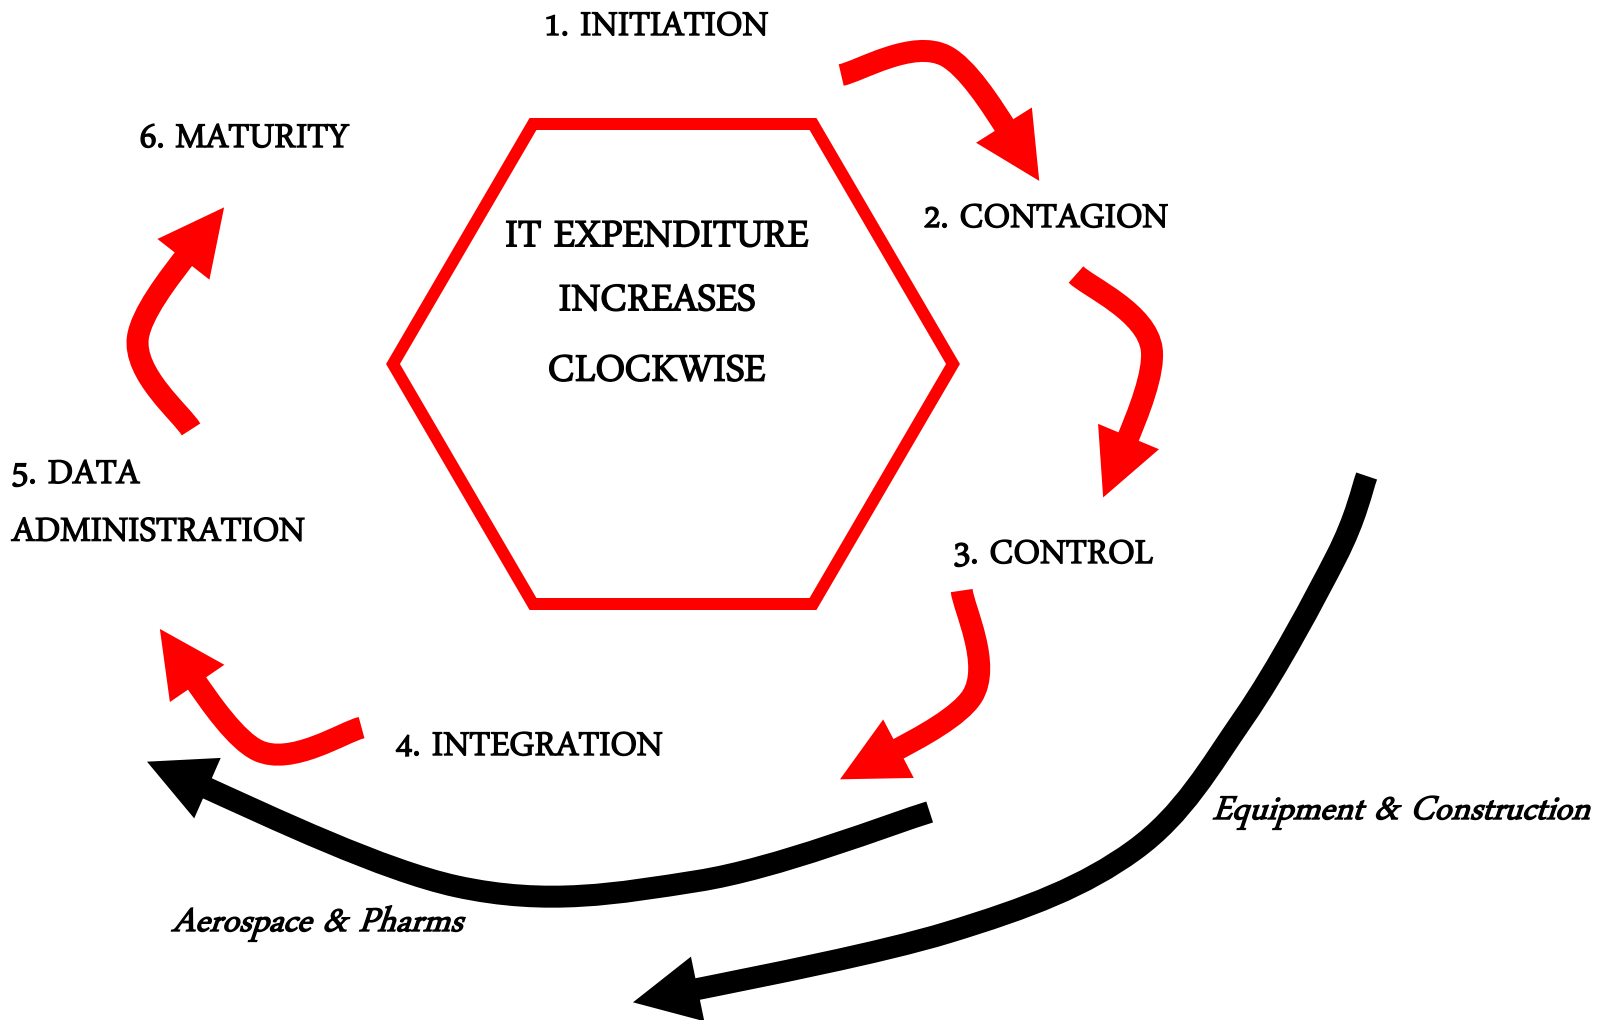 1. INITIATION
6. MATURITY
2. CONTAGION
IT EXPENDITURE
INCREASES
CLOCKWISE
5. DATA
ADMINISTRATION
3. CONTROL
4. INTEGRATION
Equipment & Construction
Aerospace & Pharms